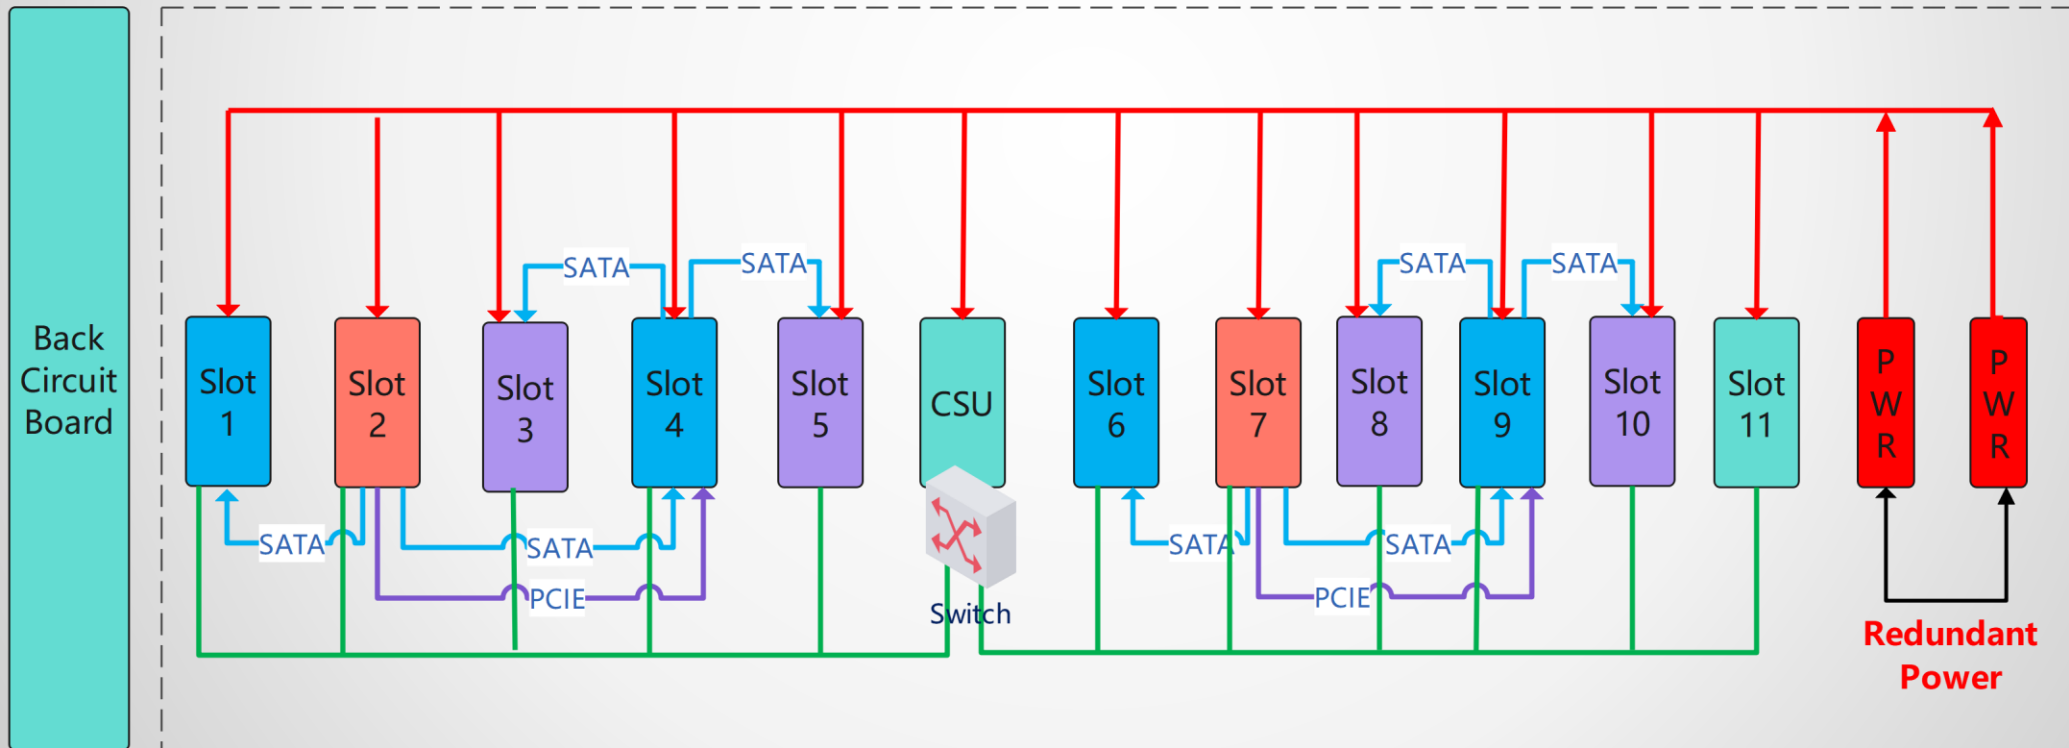 SATA
SATA
SATA
SATA
Back
Circuit
Board
Slot
1
Slot
2
Slot
3
Slot
4
Slot
5
CSU
Slot
6
Slot
7
Slot
8
Slot
9
Slot
10
Slot
11
P
W
R
P
W
R
SATA
SATA
SATA
SATA
PCIE
PCIE
Switch
Redundant
Power